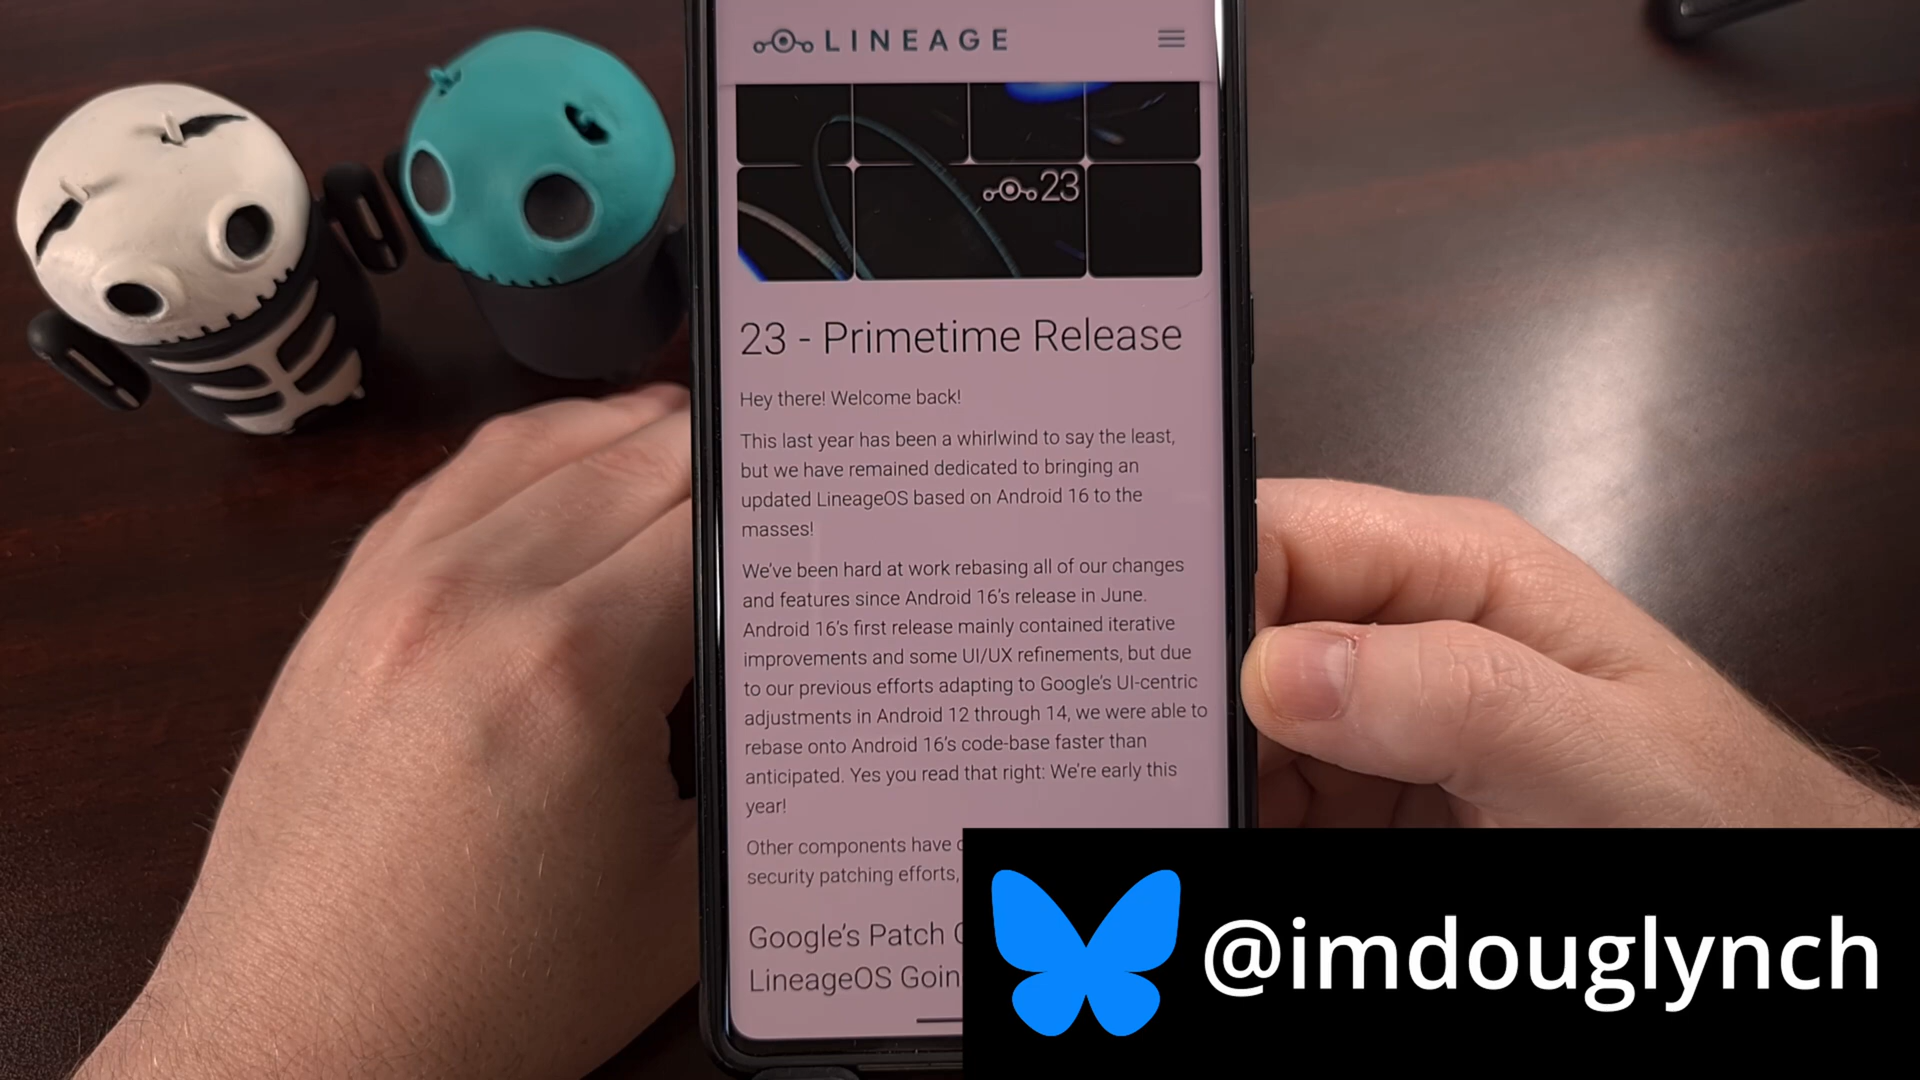 LINEAGE
23
23 - Primetime Release
Hey there! Welcome back!
This last year has been a whirlwind to say the least,
but we have remained dedicated to bringing an
updated LineageOS based on Android 16 to the
masses!
We've been hard at work rebasing all of our changes
and features since Android 16's release in June.
Android 16's first release mainly contained iterative
improvements and some UI/UX refinements, but due
to our previous efforts adapting to Google's UI-centric
adjustments in Android 12 through 14, we were able to
rebase onto Android 16's code-base faster than
anticipated. Yes you read that right: We're early this
year!
Other components have
security patching efforts,
Google's Patch
LineageOS Goin
@imdouglynch